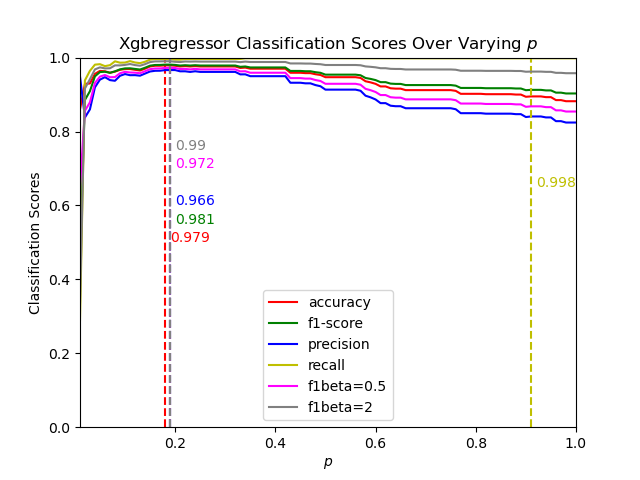 Xgbregressor Classification Scores Over Varying p
Classification Scores
1.0
0.8
0.6
0.4
0.2
0.0
0.99
0.972
0.966
0.981
0.979
0.998
accuracy
f1-score
precision
recall
f1beta=0.5
f1beta=2
0.2 0.4 0.6 0.8 1.0
p